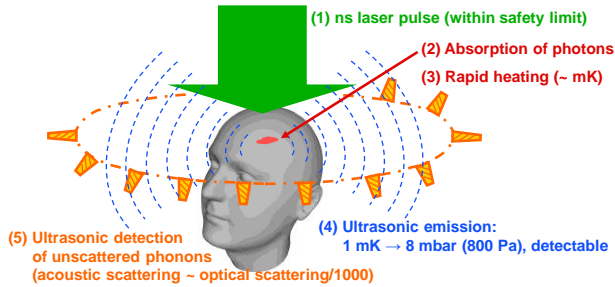 (1) ns laser pulse (within safety limit)
(2) Absorption of photons
(3) Rapid heating (~ mK)
(4) Ultrasonic emission:
1 mK → 8 mbar (800 Pa), detectable
(5) Ultrasonic detection
of unscattered phonons
(acoustic scattering ~ optical scattering/1000)